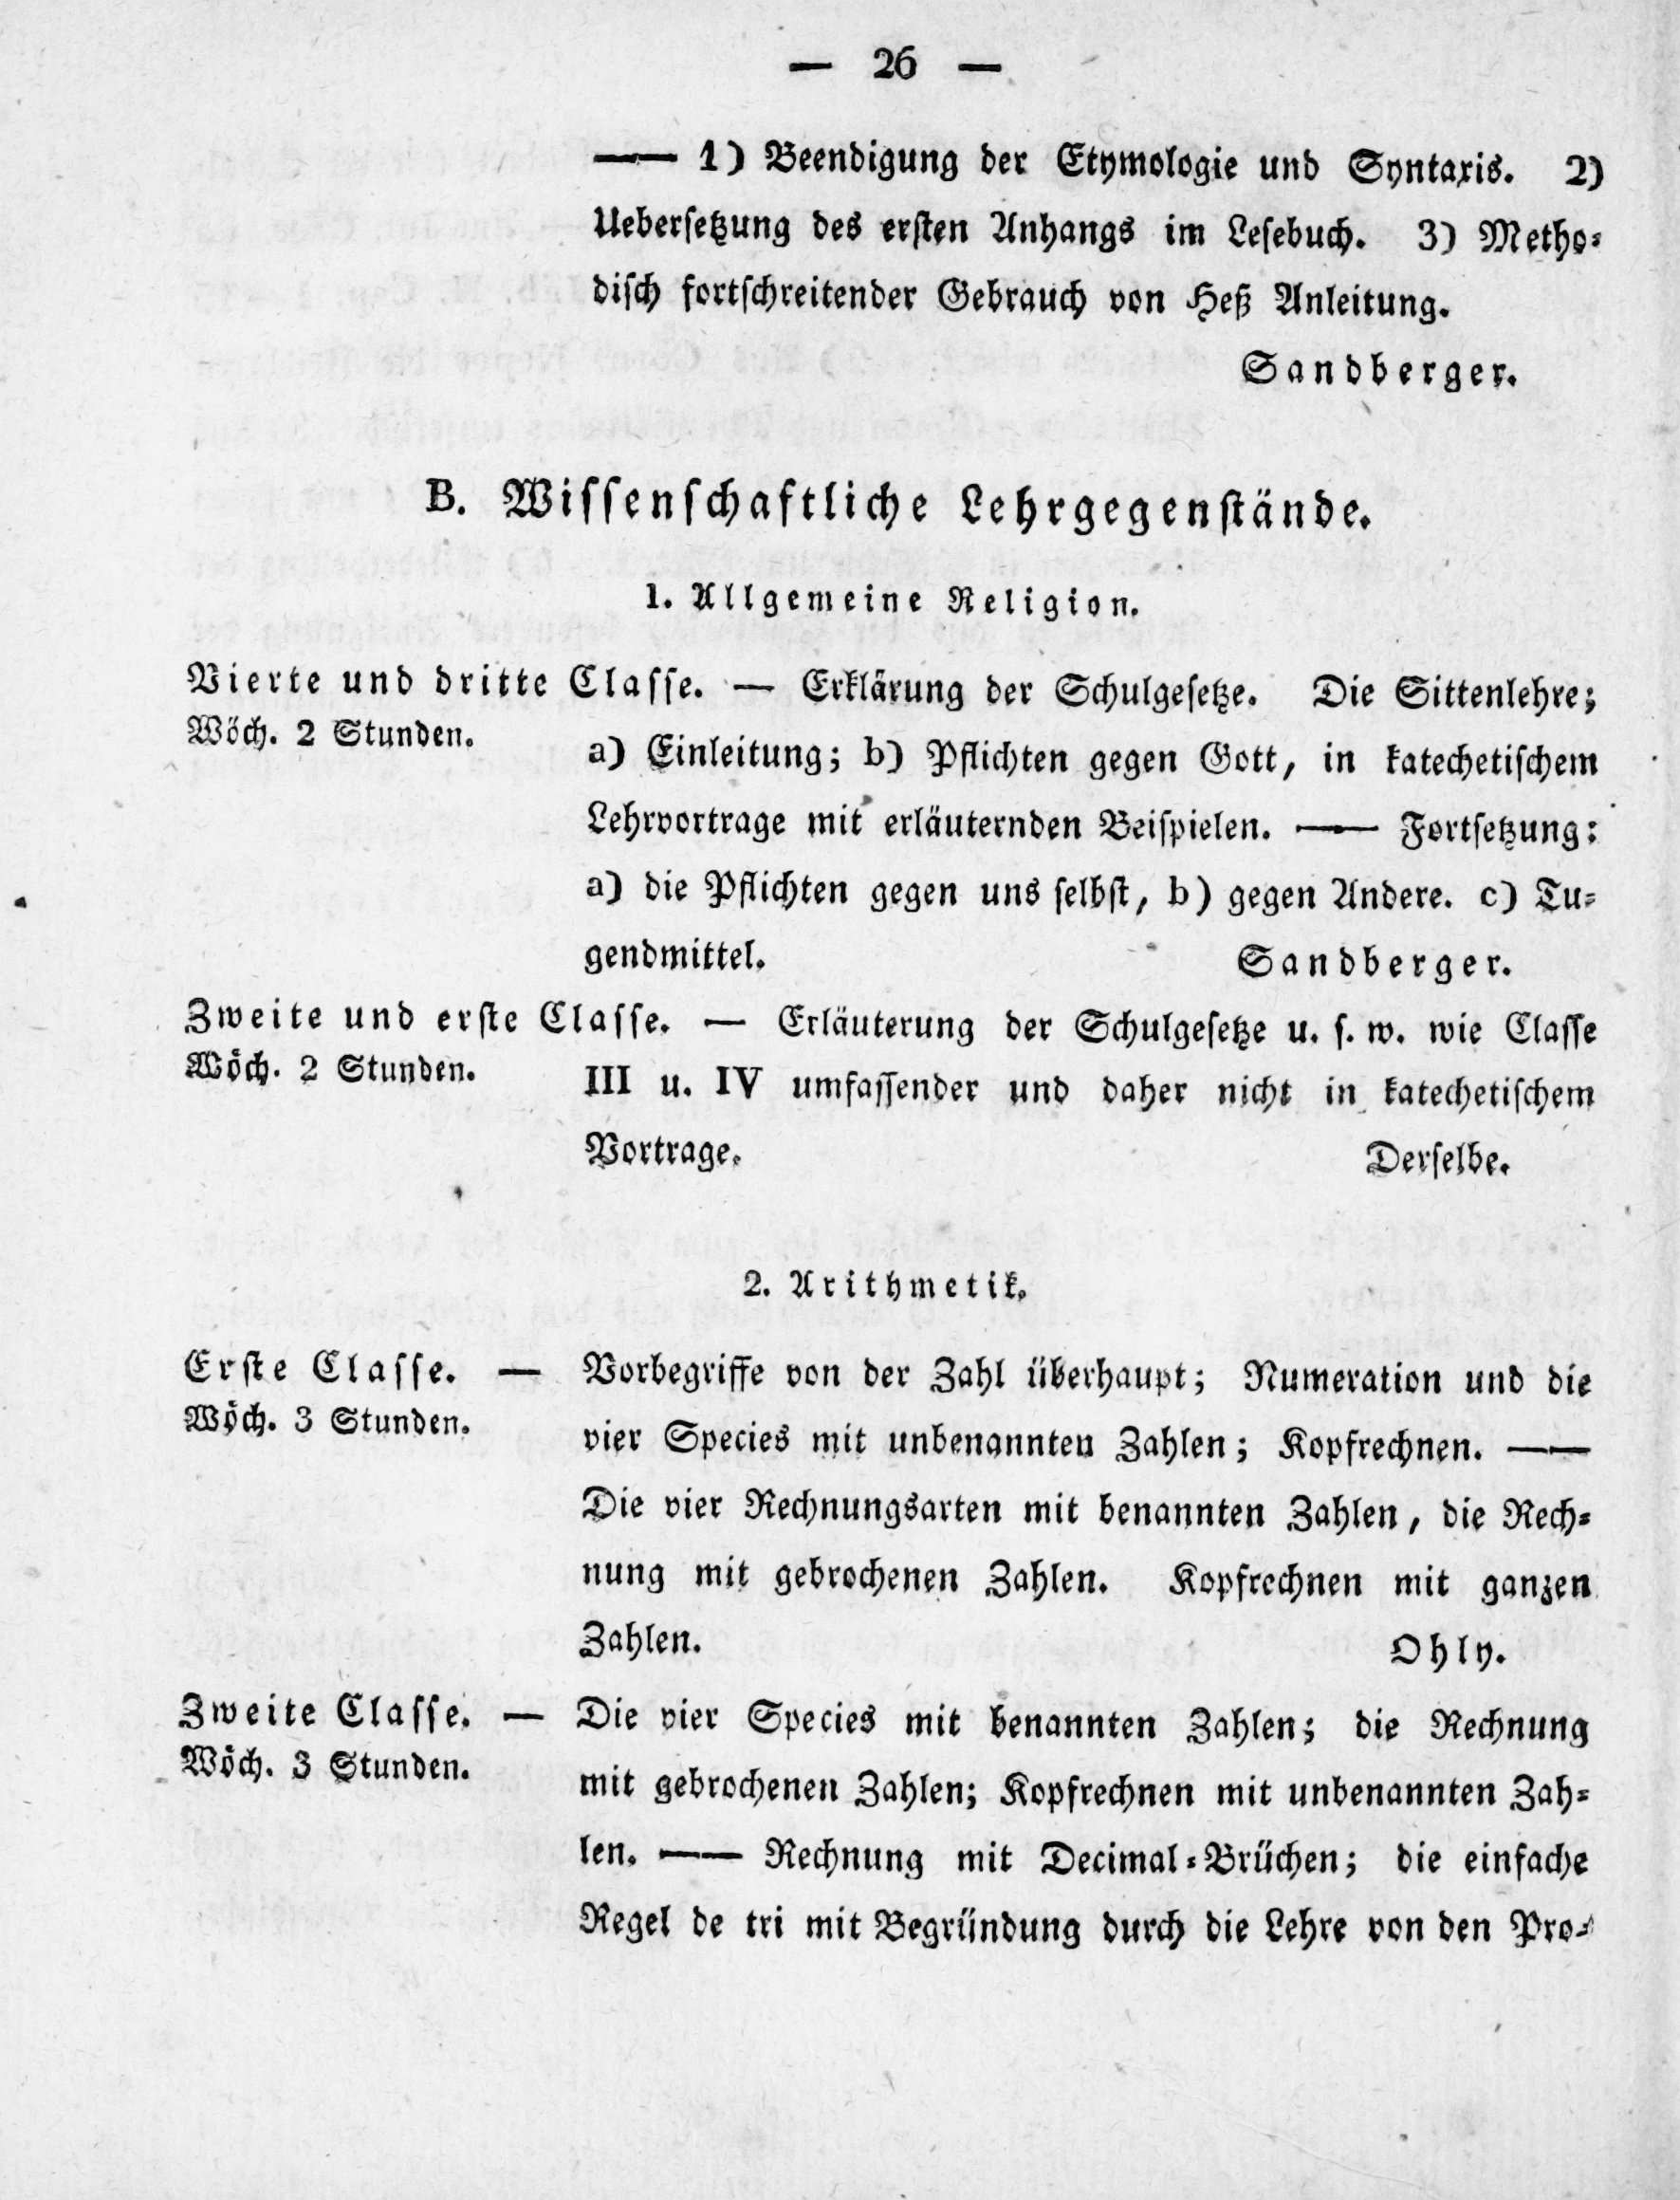 — 26 —
—— 1) Beendigung der Etymologie und Syntaxis. 2)
Uebersetzung des ersten Anhangs im Lesebuch. 3) Metho-
disch fortschreitender Gebrauch von Heß Anleitung.
Sandberger.
B. Wissenschaftliche Lehrgegenstände.
1. Allgemeine Religion.
Vierte und dritte Classe. — Erklärung der Schulgesetze. Die Sittenlehre;
Wöch. 2 Stunden.
a) Einleitung; b) Pflichten gegen Gott, in katechetischem
Lehrvortrage mit erläuternden Beispielen. —— Fortsetzung:
a) die Pflichten gegen uns selbst, b) gegen Andere. c) Tu-
gendmittel. Sandberger.
Zweite und erste Classe. — Erläuterung der Schulgesetze u. s. w. wie Classe
Wöch. 2 Stunden.
III u. IV umfassender und daher nicht in katechetischem
Vortrage. Derselbe.
2. Arithmetik.
Erste Classe. — Vorbegriffe von der Zahl überhaupt; Numeration und die
Wöch. 3 Stunden.
vier Species mit unbenannten Zahlen; Kopfrechnen. ——
Die vier Rechnungsarten mit benannten Zahlen, die Rech-
nung mit gebrochenen Zahlen. Kopfrechnen mit ganzen
Zahlen. Ohly.
Zweite Classe. — Die vier Species mit benannten Zahlen; die Rechnung
Wöch. 3 Stunden.
mit gebrochenen Zahlen; Kopfrechnen mit unbenannten Zah-
len. —— Rechnung mit Decimal-Brüchen; die einfache
Regel de tri mit Begründung durch die Lehre von den Pro-